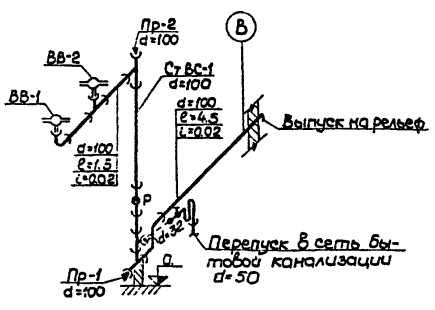 Пр-2
d=100
В
ВВ-2
ВВ-1
Ст ВС-1
d=100
d=100
ℓ=4.5
i=0.02
Выпуск на рельеф
d=100
ℓ=1.5
i=0.02
Р
d=32
Перепуск в сеть бы-
товой канализации
d=50
Пр-1
d=100
а.